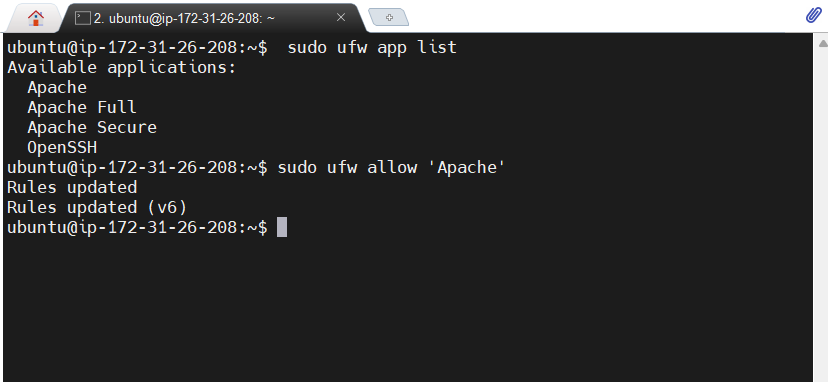 2. ubuntu@ip-172-31-26-208: ~
ubuntu@ip-172-31-26-208:~$  sudo ufw app list
Available applications:
  Apache
  Apache Full
  Apache Secure
  OpenSSH
ubuntu@ip-172-31-26-208:~$ sudo ufw allow 'Apache'
Rules updated
Rules updated (v6)
ubuntu@ip-172-31-26-208:~$